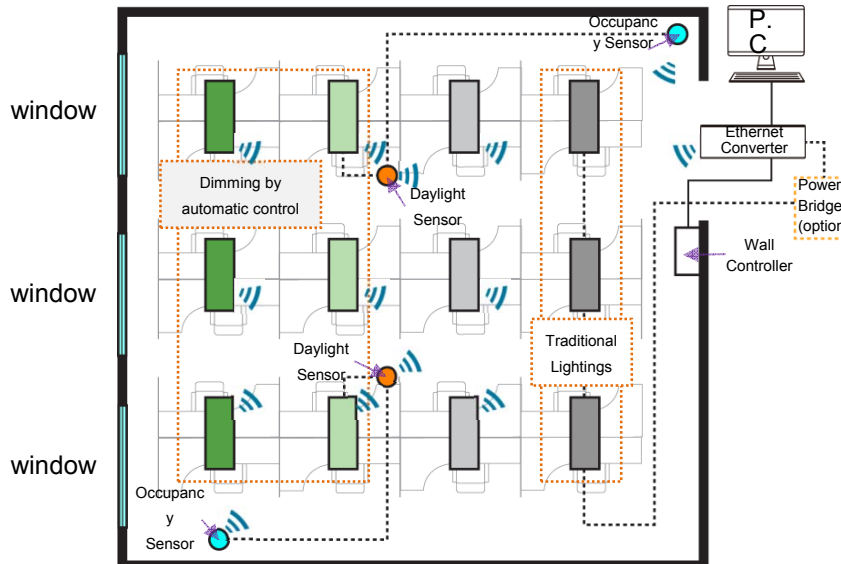 Occupanc
y Sensor
P.
C
window
Ethernet
Converter
Dimming by
automatic control
Daylight
Sensor
Power
Bridge
(option
Wall
Controller
window
Daylight
Sensor
Traditional
Lightings
window
Occupanc
y
Sensor